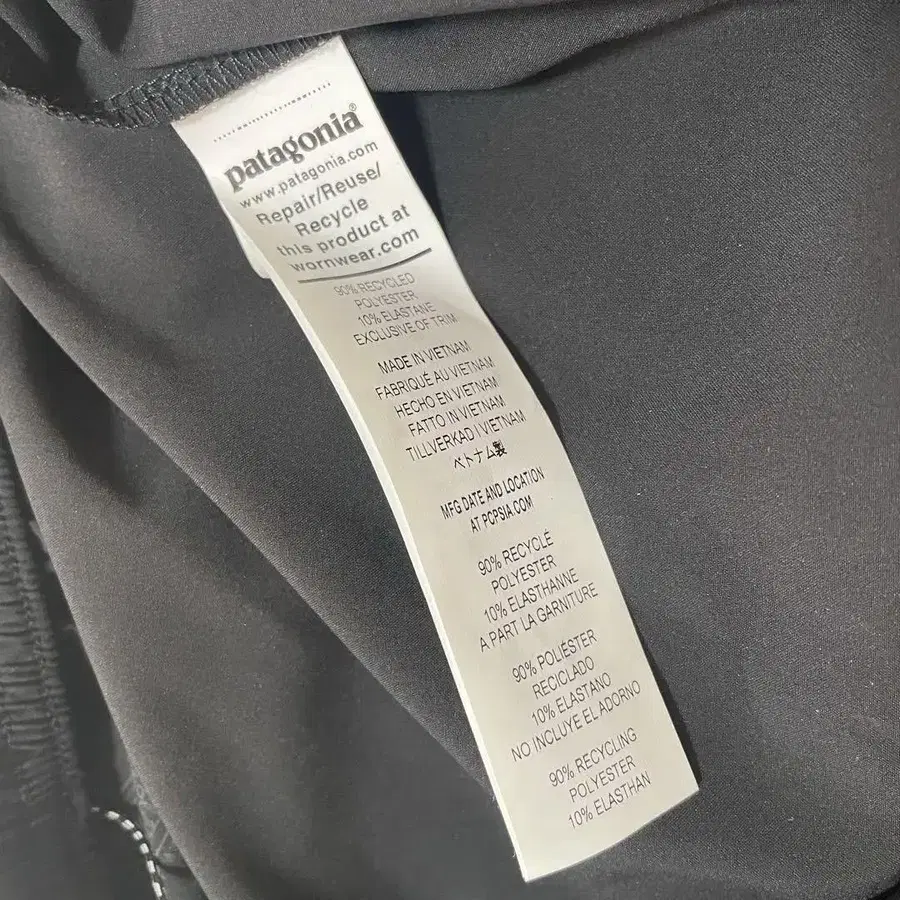 patagonia®
www.patagonia.com
Repair/Reuse/
Recycle
this product at
wornwear.com
90% RECYCLED
POLYESTER
10% ELASTANE
EXCLUSIVE OF TRIM
MADE IN VIETNAM
FABRIQUÉ AU VIETNAM
HECHO EN VIETNAM
FATTO IN VIETNAM
TILLVERKAD I VIETNAM
ベトナム製
MFG DATE AND LOCATION
AT PCPSIA.COM
90% RECYCLÉ
POLYESTER
10% ELASTHANNE
A PART LA GARNITURE
90% POLIÉSTER
RECICLADO
10% ELASTANO
NO INCLUYE EL ADORNO
90% RECYCLING
POLYESTER
10% ELASTHAN